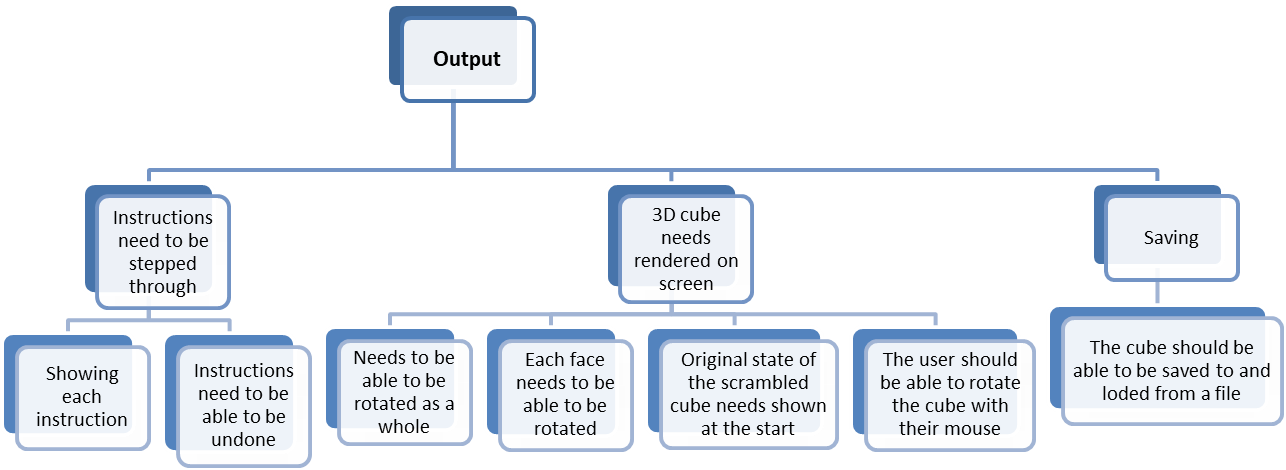 Output
Instructions
need to be
stepped
through
3D cube
needs
rendered on
screen
Saving
Showing
each
instruction
Instructions
need to be
able to be
undone
Needs to be
able to be
rotated as a
whole
Each face
needs to be
able to be
rotated
Original state of
the scrambled
cube needs shown
at the start
The user should
be able to rotate
the cube with
their mouse
The cube should be
able to be saved to and
loded from a file